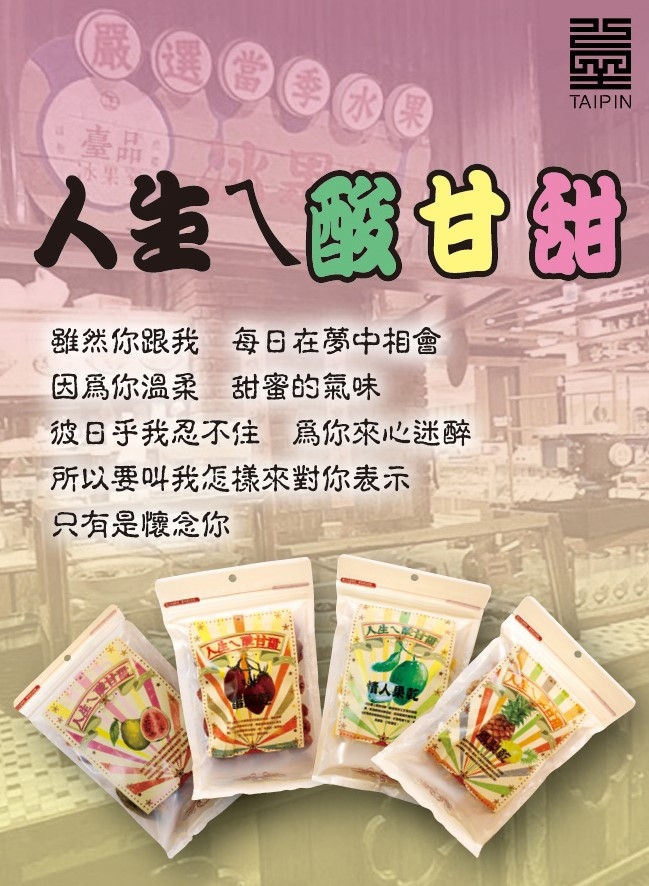 TAIPIN
嚴選當季水果
臺品
水果
人生ㄟ酸甘甜
雖然你跟我　每日在夢中相會
因為你溫柔　甜蜜的氣味
彼日乎我忍不住　為你來心迷醉
所以要叫我怎樣來對你表示
只有是懷念你
人生ㄟ酸甘甜
人生ㄟ酸甘甜
人生ㄟ酸甘甜
情人果乾
人生ㄟ酸甘甜